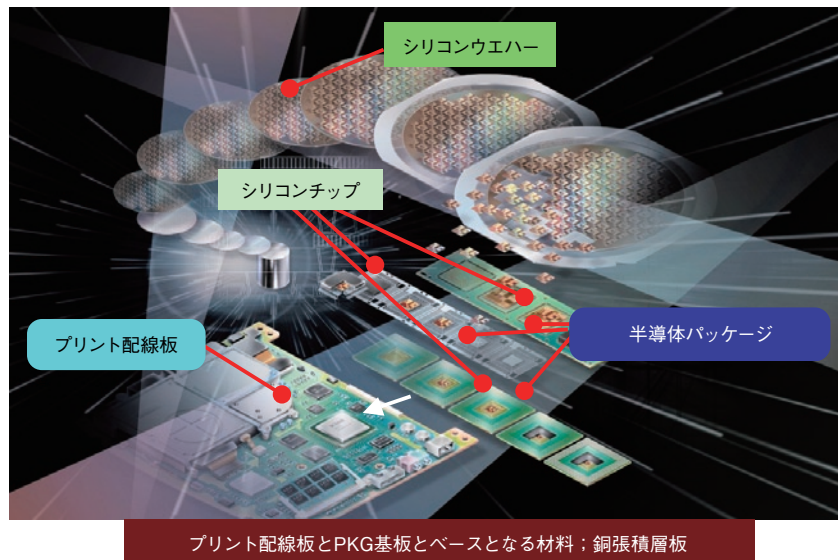 シリコンウエハー
シリコンチップ
プリント配線板
半導体パッケージ
プリント配線板とPKG基板とベースとなる材料；銅張積層板